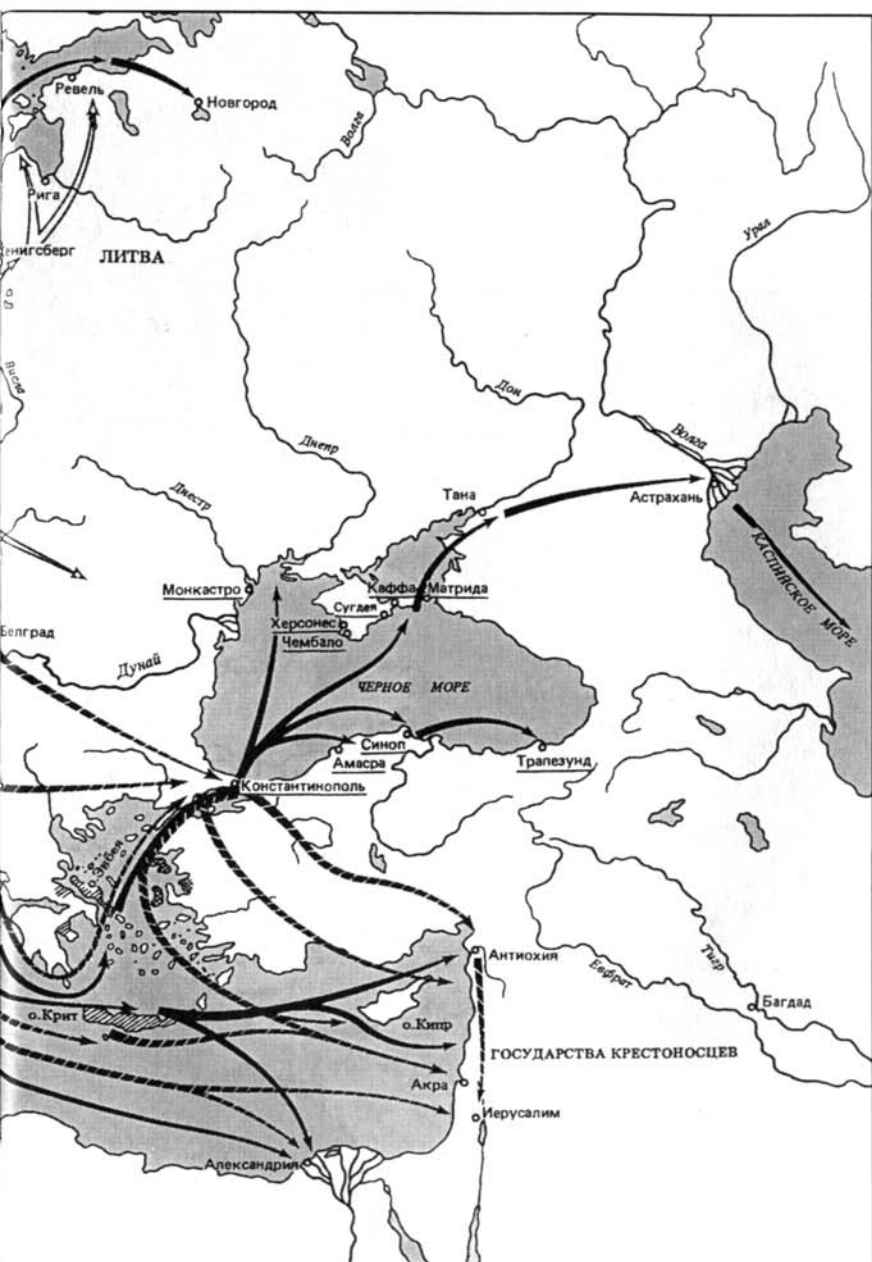 Ревель
Новгород
Волга
Рига
енигсберг
ЛИТВА
Урал
Висла
Дон
Днепр
Волга
Днестр
Тана
Астрахань
КАСПИЙСКОЕ МОРЕ
Монкастро
Каффа
Матрида
Сугдея
Херсонес
Чембало
Белград
Дунай
ЧЕРНОЕ МОРЕ
Синоп
Амасра
Трапезунд
Константинополь
о. Эвбея
Антиохия
Тигр
Евфрат
Багдад
о.Крит
о.Кипр
ГОСУДАРСТВА КРЕСТОНОСЦЕВ
Акра
Иерусалим
Александрия